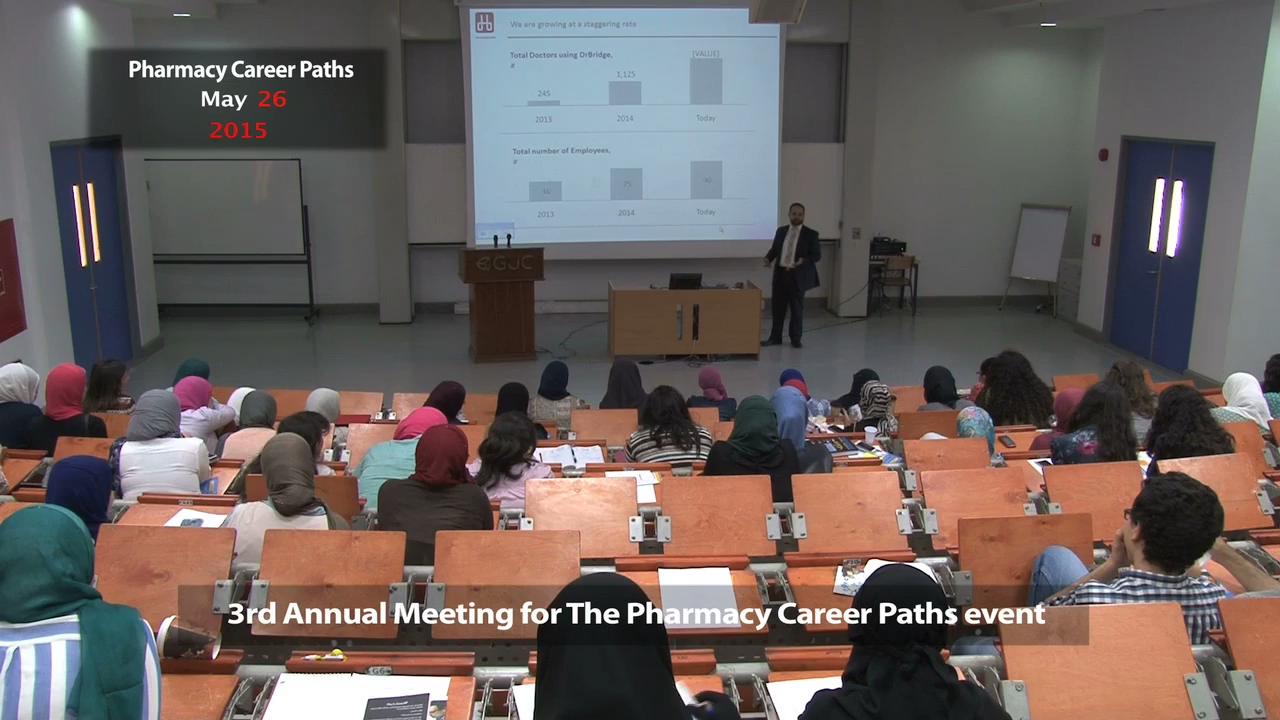 We are growing at a staggering rate
Pharmacy Career Paths
May 26
2015
Total Doctors using DrBridge,
#
[VALUE]
1,125
245
2013 2014 Today
Total number of Employees,
#
75
2013 2014 Today
GJC
3rd Annual Meeting for The Pharmacy Career Paths event